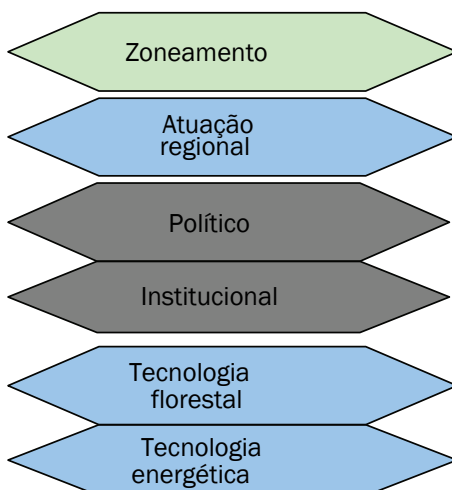 Zoneamento
Atuação
regional
Político
Institucional
Tecnologia
florestal
Tecnologia
energética